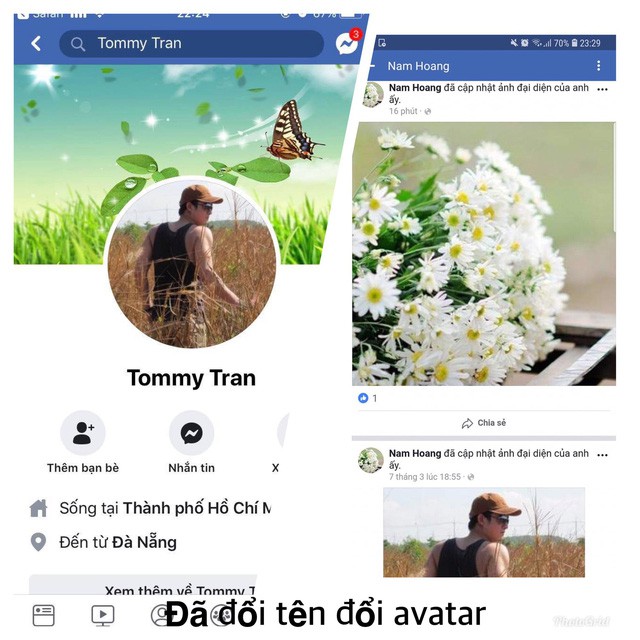 Safari 22:24 67%
Tommy Tran
3
Tommy Tran
Thêm bạn bè
Nhắn tin
X
Sống tại Thành phố Hồ Chí M
Đến từ Đà Nẵng
Xem thêm về Tommy T
70% 23:29
Nam Hoang
Nam Hoang đã cập nhật ảnh đại diện của anh
ấy.
16 phút ·
1
Chia sẻ
Nam Hoang đã cập nhật ảnh đại diện của anh
ấy.
7 tháng 3 lúc 18:55 ·
Đã đổi tên đổi avatar
PhotoGrid